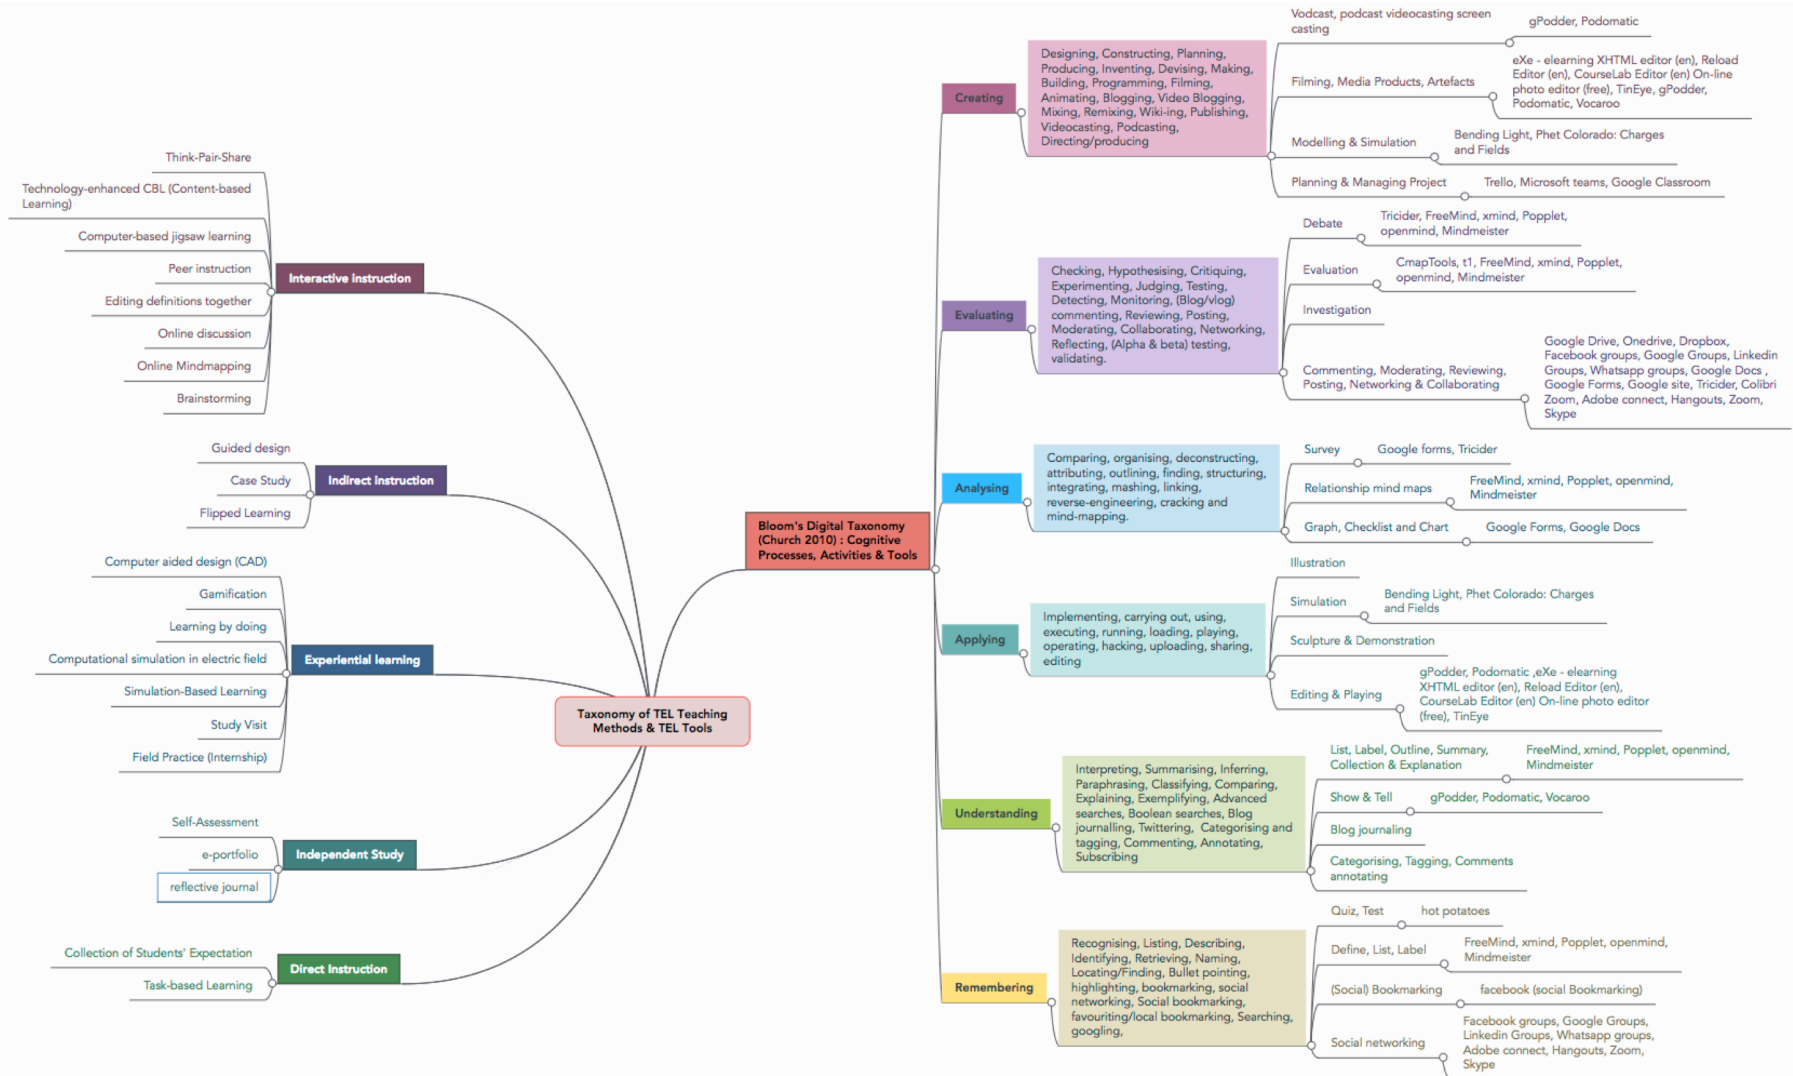 Think-Pair-Share
Technology-enhanced CBL (Content-based
Learning)
Computer-based jigsaw learning
Peer instruction
Editing definitions together
Online discussion
Online Mindmapping
Brainstorming
Interactive instruction
Guided design
Case Study
Flipped Learning
Indirect instruction
Computer aided design (CAD)
Gamification
Learning by doing
Computational simulation in electric field
Simulation-Based Learning
Study Visit
Field Practice (Internship)
Experiential learning
Self-Assessment
e-portfolio
reflective journal
Independent Study
Collection of Students' Expectation
Task-based Learning
Direct Instruction
Taxonomy of TEL Teaching
Methods & TEL Tools
Bloom's Digital Taxonomy
(Church 2010) : Cognitive
Processes, Activities & Tools
Creating
Designing, Constructing, Planning,
Producing, Inventing, Devising, Making,
Building, Programming, Filming,
Animating, Blogging, Video Blogging,
Mixing, Remixing, Wiki-ing, Publishing,
Videocasting, Podcasting,
Directing/producing
Vodcast, podcast videocasting screen
casting
gPodder, Podomatic
Filming, Media Products, Artefacts
eXe - elearning XHTML editor (en), Reload
Editor (en), CourseLab Editor (en) On-line
photo editor (free), TinEye, gPodder,
Podomatic, Vocaroo
Modelling & Simulation
Bending Light, Phet Colorado: Charges
and Fields
Planning & Managing Project
Trello, Microsoft teams, Google Classroom
Evaluating
Checking, Hypothesising, Critiquing,
Experimenting, Judging, Testing,
Detecting, Monitoring, (Blog/vlog)
commenting, Reviewing, Posting,
Moderating, Collaborating, Networking,
Reflecting, (Alpha & beta) testing,
validating.
Debate
Tricider, FreeMind, xmind, Popplet,
openmind, Mindmeister
Evaluation
CmapTools, t1, FreeMind, xmind, Popplet,
openmind, Mindmeister
Investigation
Commenting, Moderating, Reviewing,
Posting, Networking & Collaborating
Google Drive, Onedrive, Dropbox,
Facebook groups, Google Groups, Linkedin
Groups, Whatsapp groups, Google Docs ,
Google Forms, Google site, Tricider, Colibri
Zoom, Adobe connect, Hangouts, Zoom,
Skype
Analysing
Comparing, organising, deconstructing,
attributing, outlining, finding, structuring,
integrating, mashing, linking,
reverse-engineering, cracking and
mind-mapping.
Survey
Google forms, Tricider
Relationship mind maps
FreeMind, xmind, Popplet, openmind,
Mindmeister
Graph, Checklist and Chart
Google Forms, Google Docs
Applying
Implementing, carrying out, using,
executing, running, loading, playing,
operating, hacking, uploading, sharing,
editing
Illustration
Simulation
Bending Light, Phet Colorado: Charges
and Fields
Sculpture & Demonstration
Editing & Playing
gPodder, Podomatic ,eXe - elearning
XHTML editor (en), Reload Editor (en),
CourseLab Editor (en) On-line photo editor
(free), TinEye
Understanding
Interpreting, Summarising, Inferring,
Paraphrasing, Classifying, Comparing,
Explaining, Exemplifying, Advanced
searches, Boolean searches, Blog
journalling, Twittering, Categorising and
tagging, Commenting, Annotating,
Subscribing
List, Label, Outline, Summary,
Collection & Explanation
FreeMind, xmind, Popplet, openmind,
Mindmeister
Show & Tell
gPodder, Podomatic, Vocaroo
Blog journaling
Categorising, Tagging, Comments
annotating
Remembering
Recognising, Listing, Describing,
Identifying, Retrieving, Naming,
Locating/Finding, Bullet pointing,
highlighting, bookmarking, social
networking, Social bookmarking,
favouriting/local bookmarking, Searching,
googling,
Quiz, Test
hot potatoes
Define, List, Label
FreeMind, xmind, Popplet, openmind,
Mindmeister
(Social) Bookmarking
facebook (social Bookmarking)
Social networking
Facebook groups, Google Groups,
Linkedin Groups, Whatsapp groups,
Adobe connect, Hangouts, Zoom,
Skype